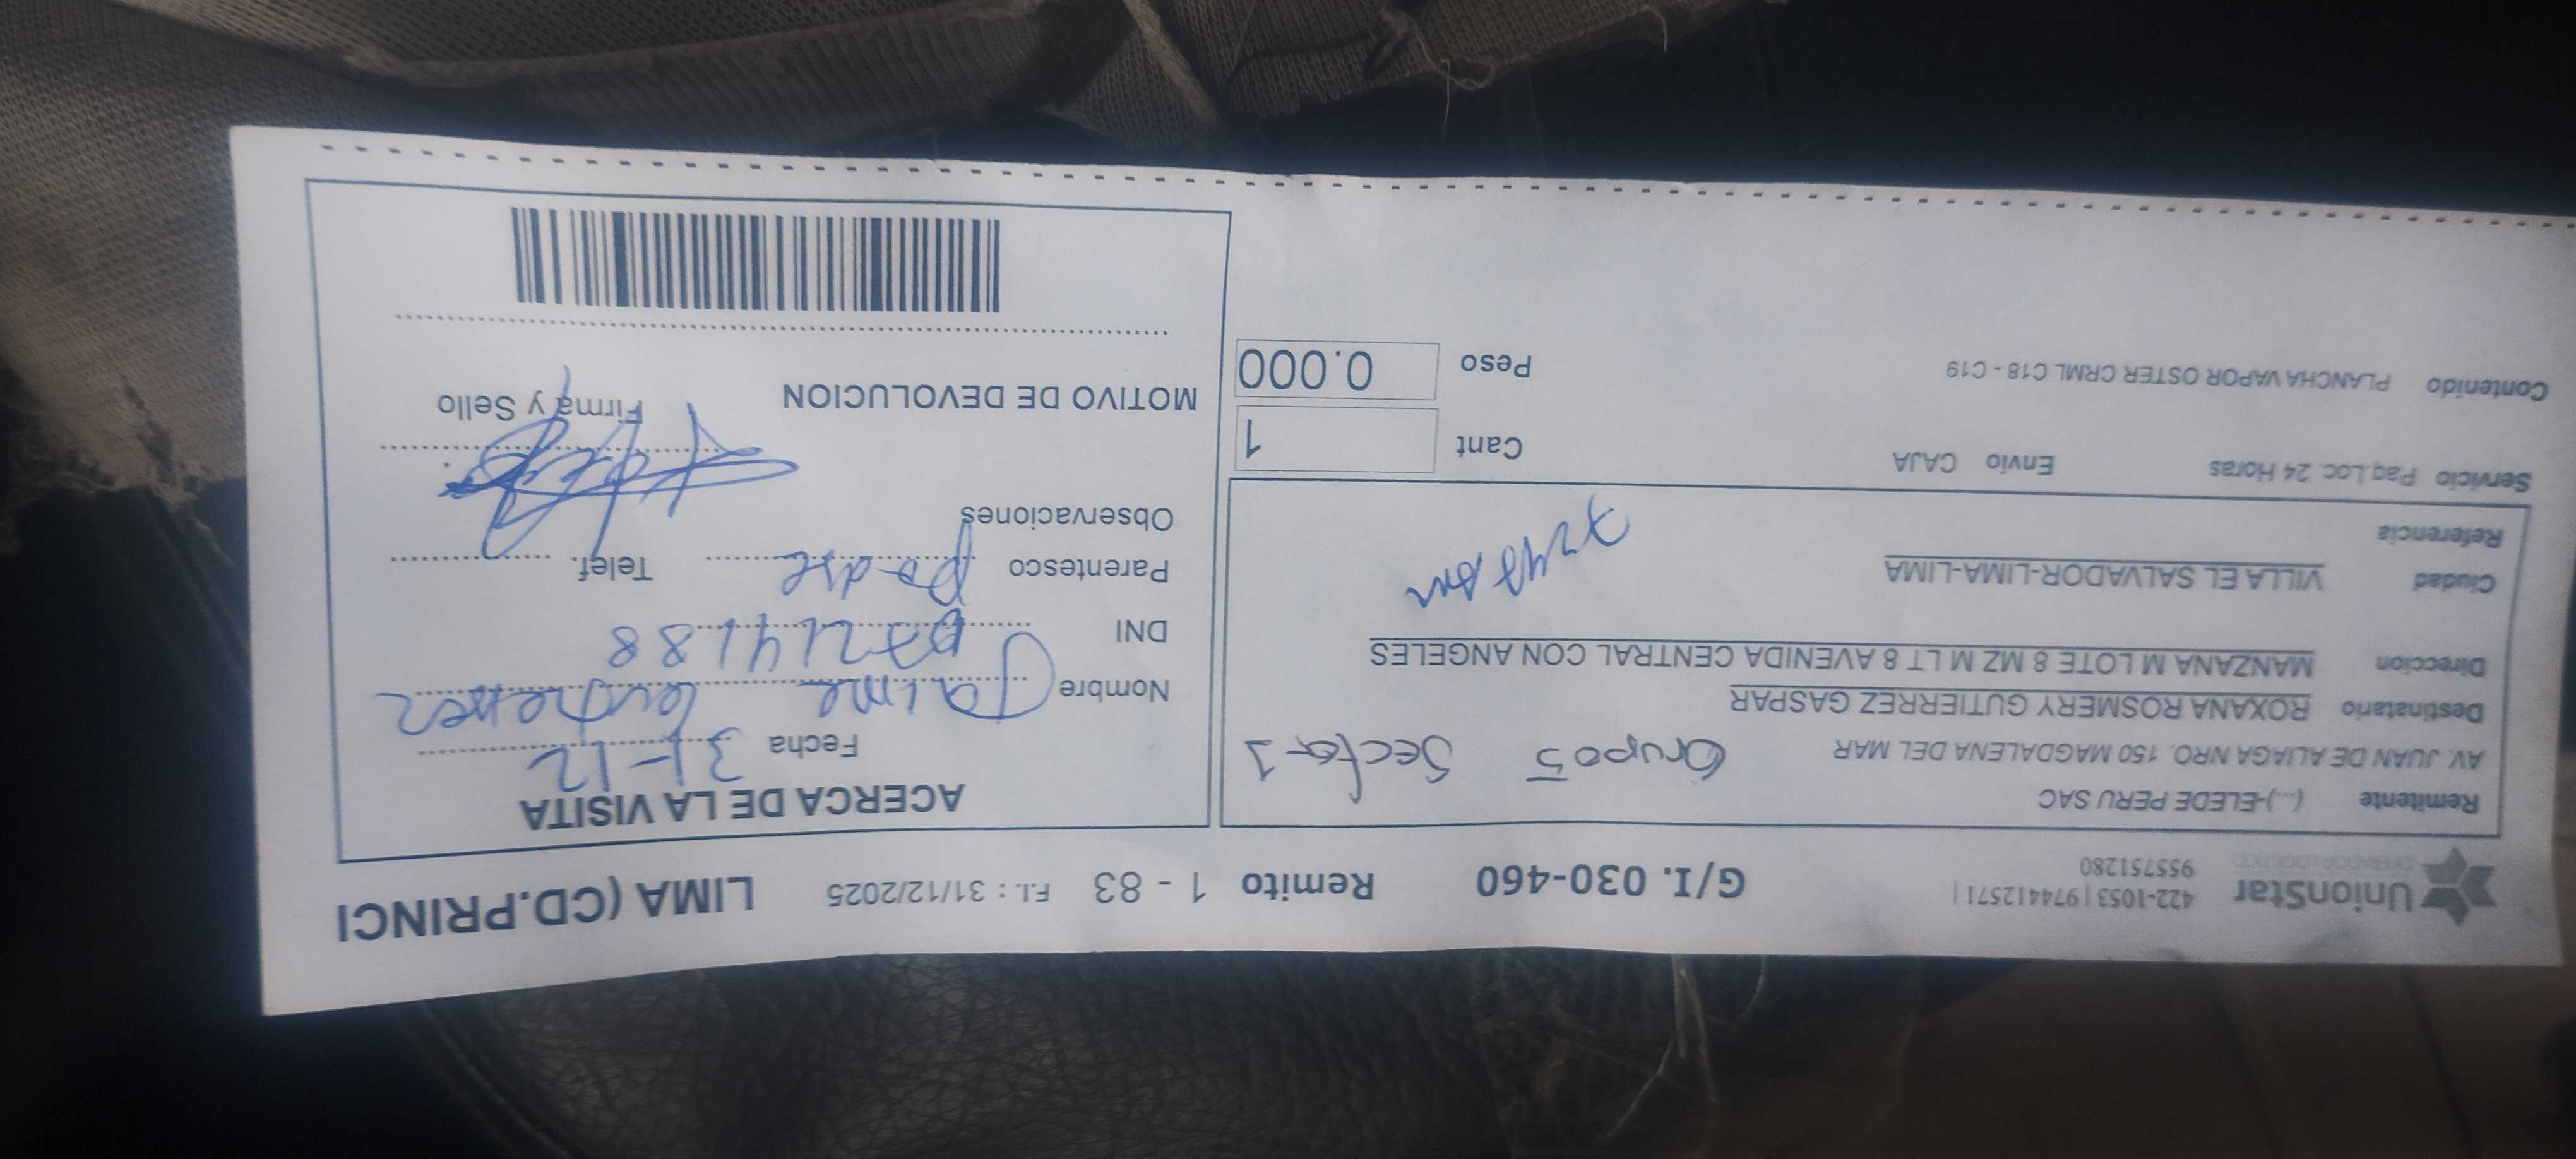 UnionStar 422-1053 | 974412571 |
OPERADOR LOGISTICO 955751280
G/I. 030-460 Remito 1 - 83 F.I. : 31/12/2025 LIMA (CD.PRINCI
Remitente (...)-ELEDE PERU SAC
AV. JUAN DE ALIAGA NRO. 150 MAGDALENA DEL MAR
Grupo 5 Sector 1
Destinatario ROXANA ROSMERY GUTIERREZ GASPAR
Direccion MANZANA M LOTE 8 MZ M LT 8 AVENIDA CENTRAL CON ANGELES
Ciudad VILLA EL SALVADOR-LIMA-LIMA
Referencia
Servicio Paq.Loc. 24 Horas Envío CAJA
Cant 1
Contenido PLANCHA VAPOR OSTER CRML C18 - C19
Peso 0.000
ACERCA DE LA VISITA
Fecha 31-12
Nombre Jaime
DNI
Parentesco Padre Telef.
Observaciones
MOTIVO DE DEVOLUCION Firma y Sello